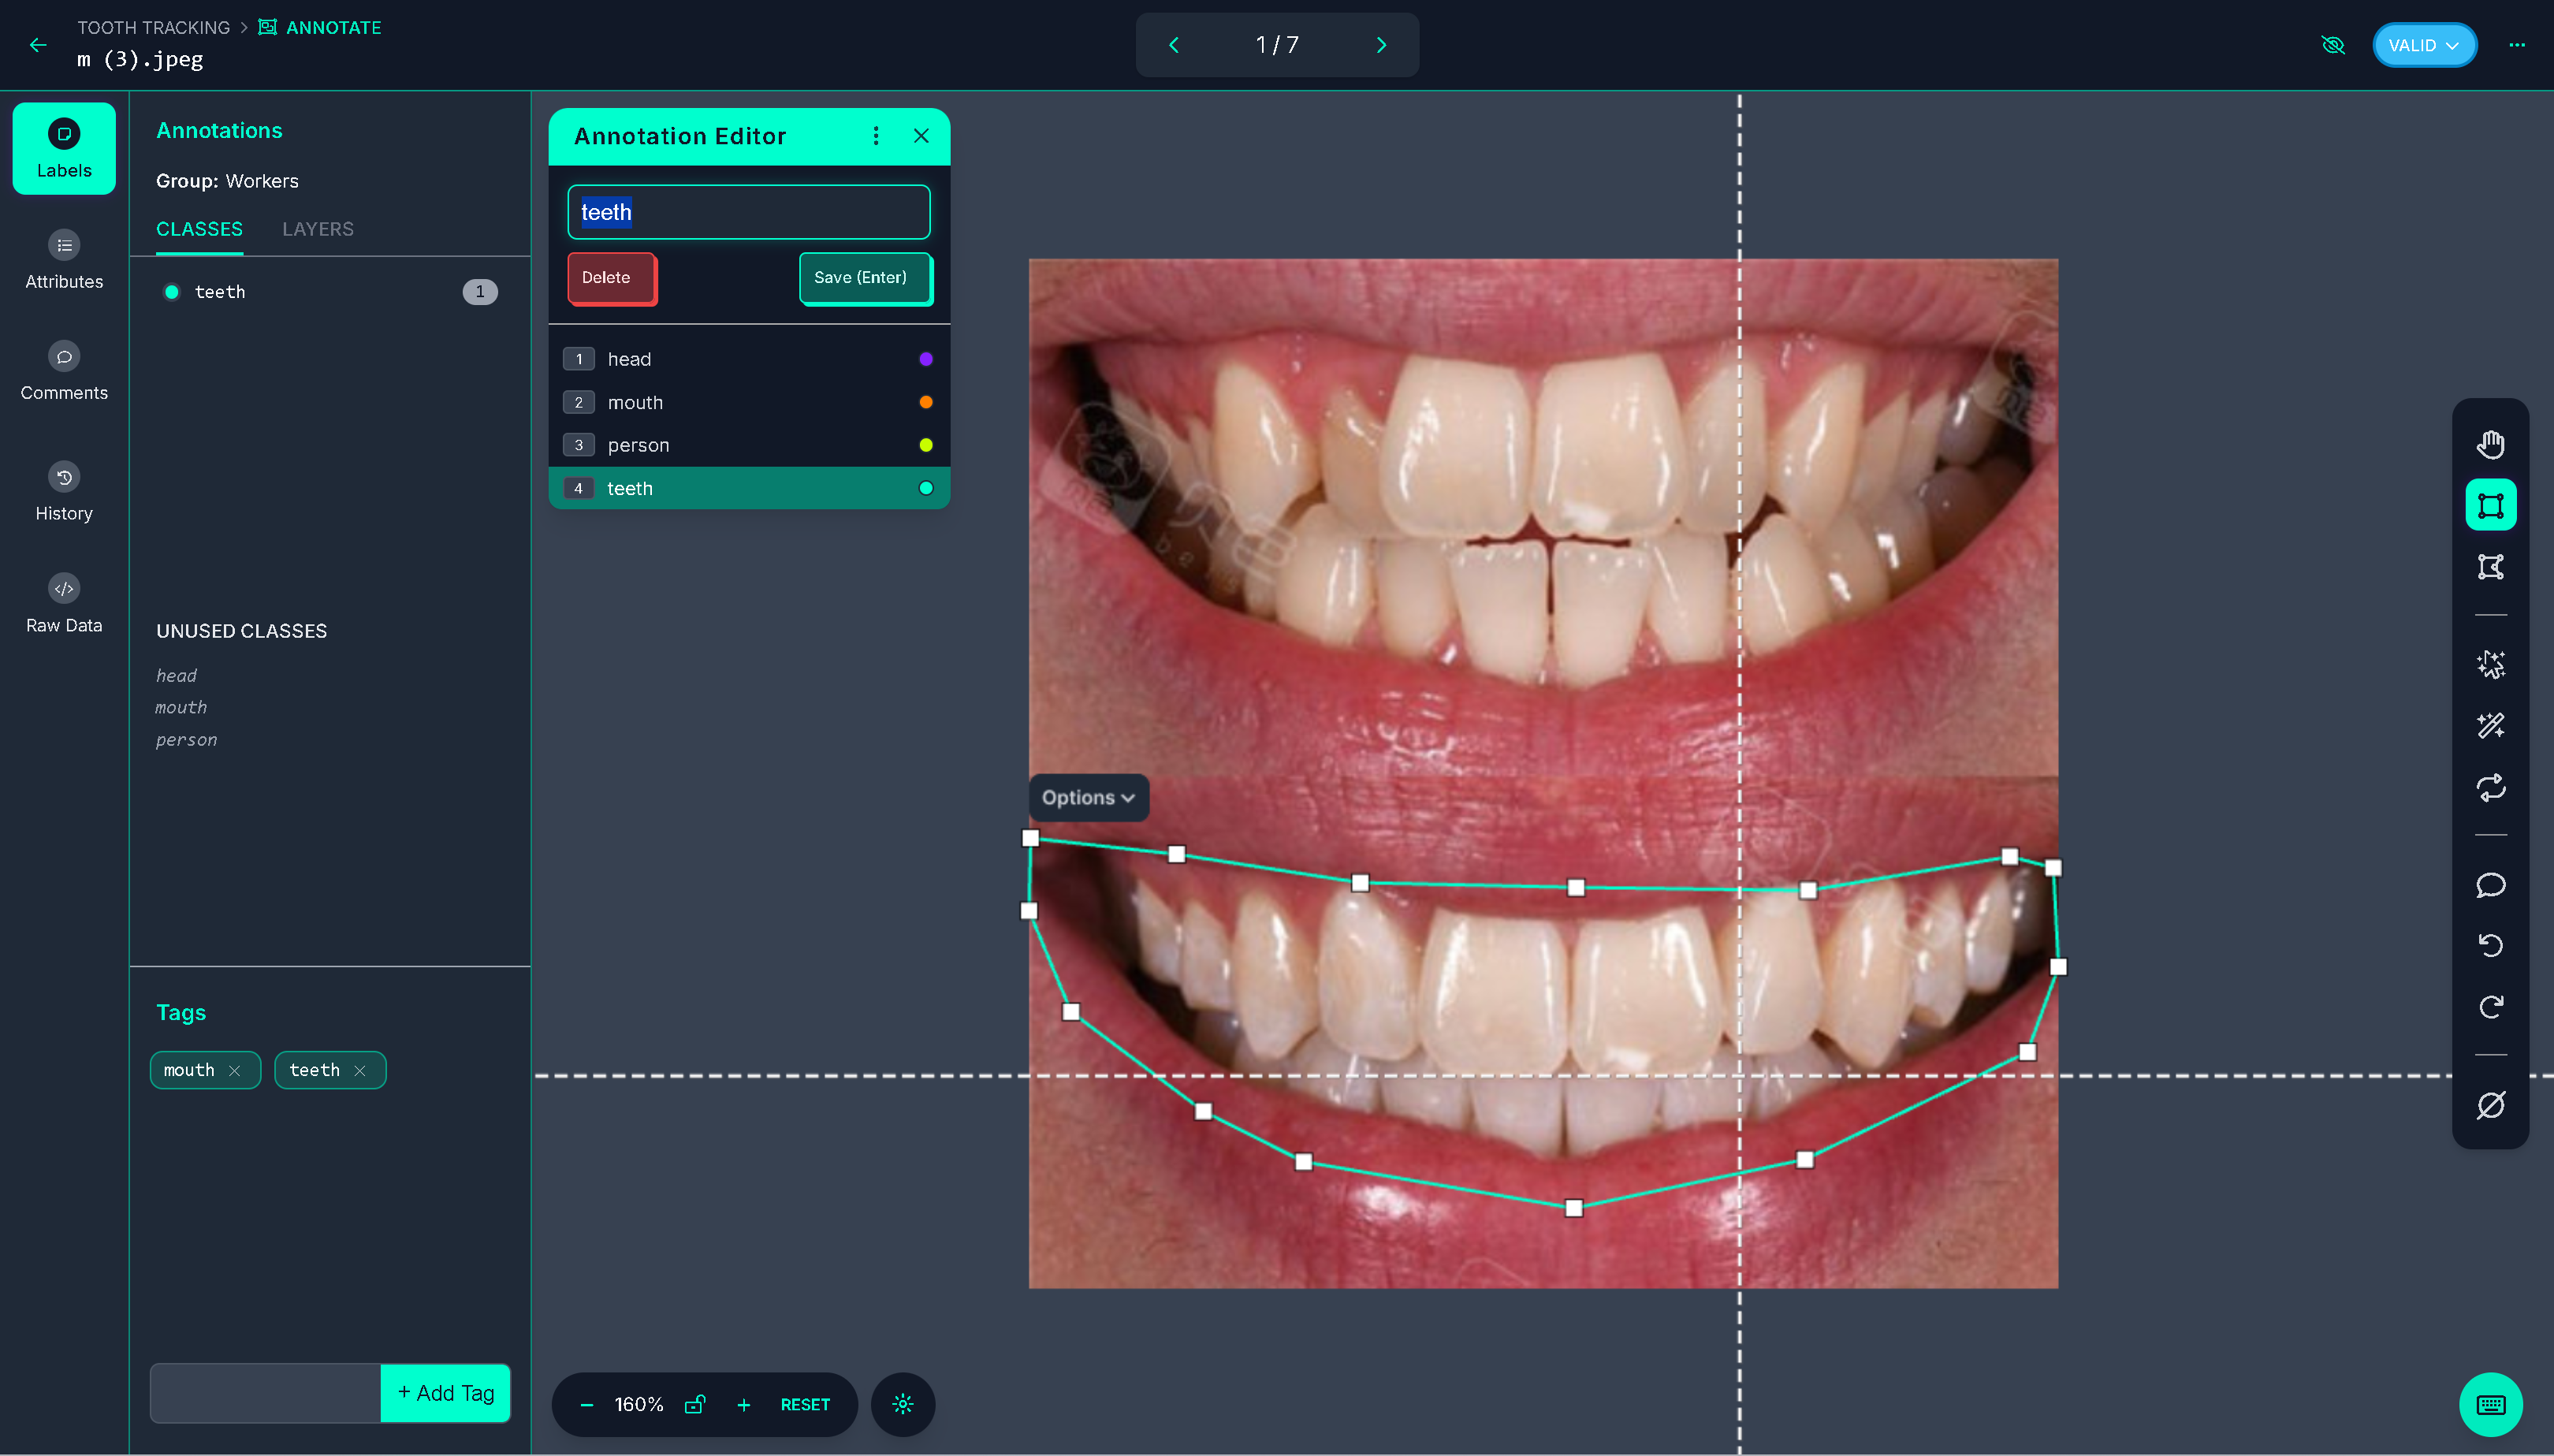 TOOTH TRACKING > ANNOTATE
m (3).jpeg
1 / 7
VALID
Labels
Attributes
Comments
History
Raw Data
Annotations
Group: Workers
CLASSES LAYERS
teeth 1
UNUSED CLASSES
head
mouth
person
Tags
mouth
teeth
+ Add Tag
Annotation Editor
teeth
Delete
Save (Enter)
1 head
2 mouth
3 person
4 teeth
Options
160%
RESET